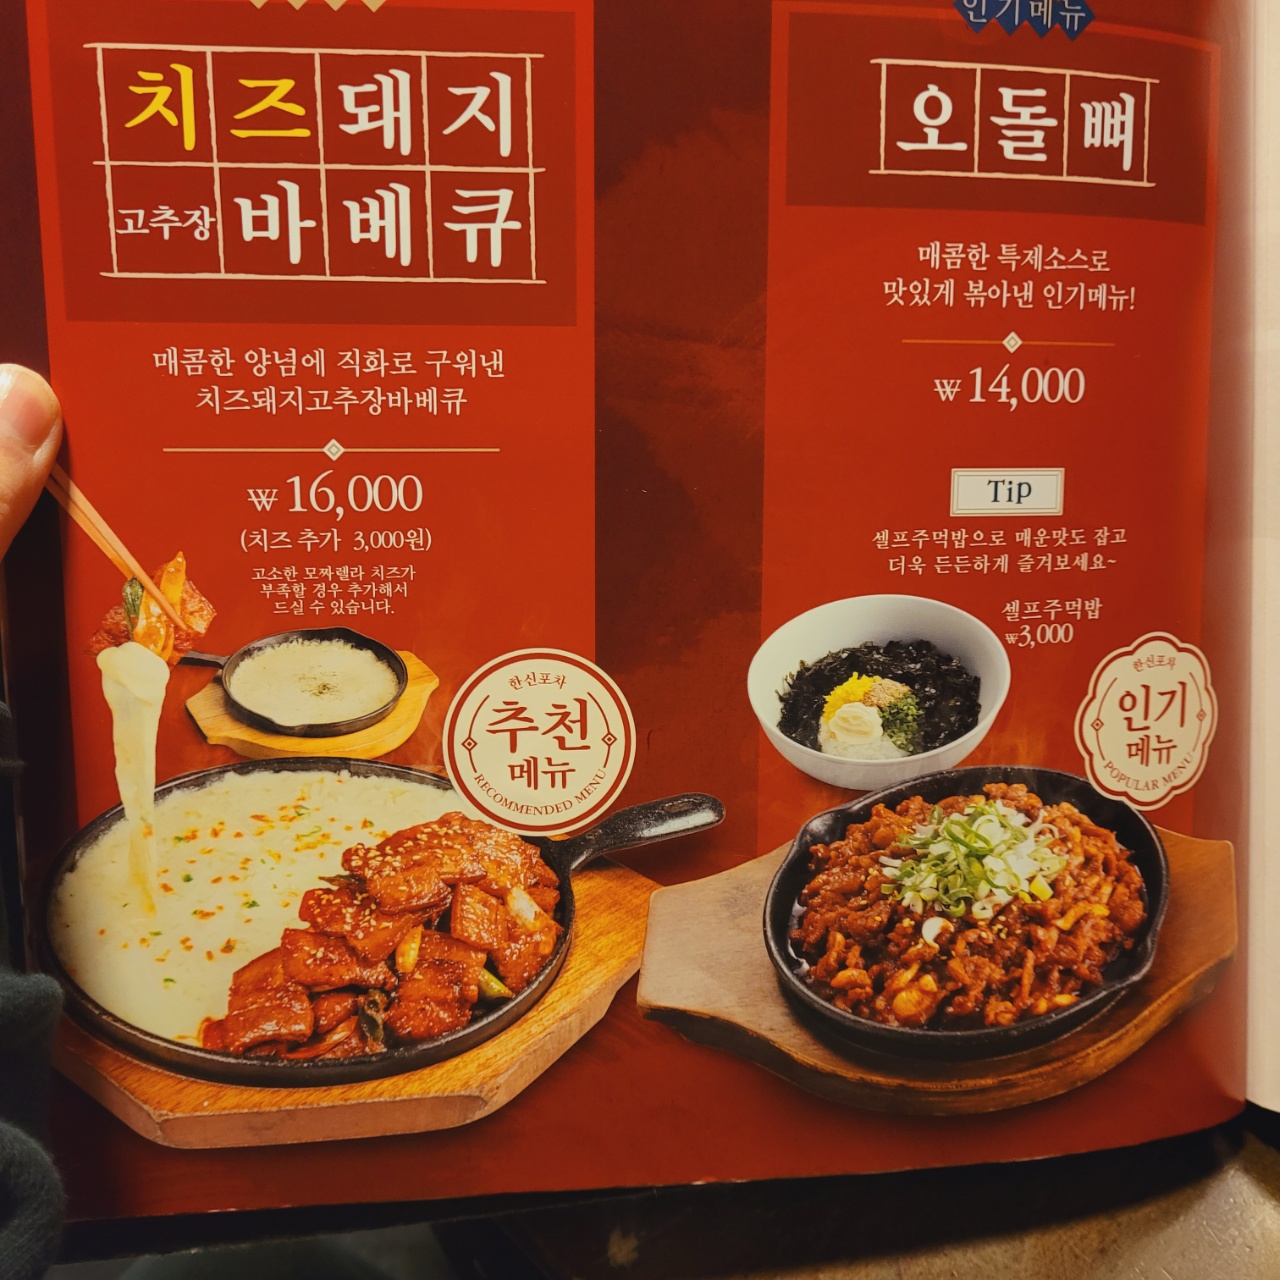 치즈돼지
고추장바베큐
매콤한 양념에 직화로 구워낸
치즈돼지고추장바베큐
₩16,000
(치즈 추가 3,000원)
고소한 모짜렐라 치즈가
부족할 경우 추가해서
드실 수 있습니다.
한신포차
추천
메뉴
RECOMMENDED MENU
인기메뉴
오돌뼈
매콤한 특제소스로
맛있게 볶아낸 인기메뉴!
₩14,000
Tip
셀프주먹밥으로 매운맛도 잡고
더욱 든든하게 즐겨보세요~
셀프주먹밥
₩3,000
한신포차
인기
메뉴
POPULAR MENU